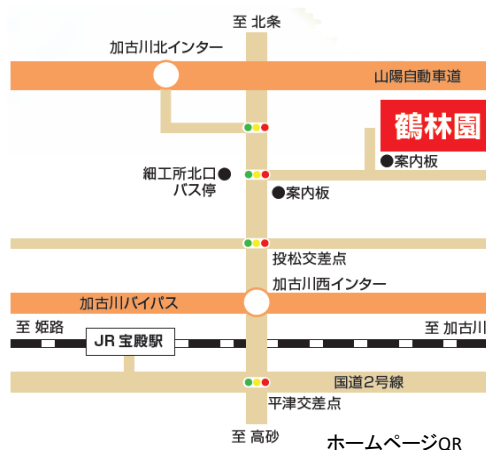 至 北条
加古川北インター
山陽自動車道
鶴林園
●案内板
細工所北口●
バス停
●案内板
投松交差点
加古川西インター
加古川バイパス
至 姫路
至 加古川
JR 宝殿駅
国道2号線
平津交差点
至 高砂
ホームページQR